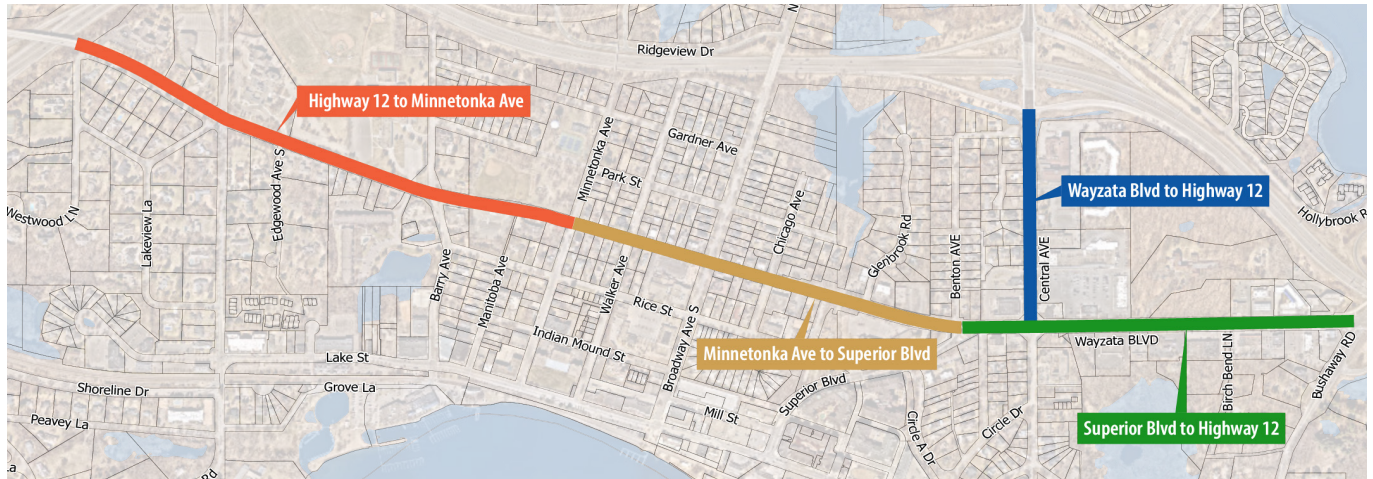 Ridgeview Dr
N
Highway 12 to Minnetonka Ave
Gardner Ave
Minnetonka Ave
Park St
Edgewood Ave S
Wayzata Blvd to Highway 12
Westwood LN
Lakeview La
Chicago Ave
Hollybrook R
Glenbrook Rd
Benton AVE
Central AVE
Barry Ave
Manitoba Ave
Walker Ave
Rice St
Broadway Ave S
Indian Mound St
Minnetonka Ave to Superior Blvd
Wayzata BLVD
Birch Bend LN
Bushaway RD
Lake St
Shoreline Dr
Grove La
Superior Blvd
Mill St
Peavey La
Circle A Dr
Circle Dr
Superior Blvd to Highway 12
La
Rd